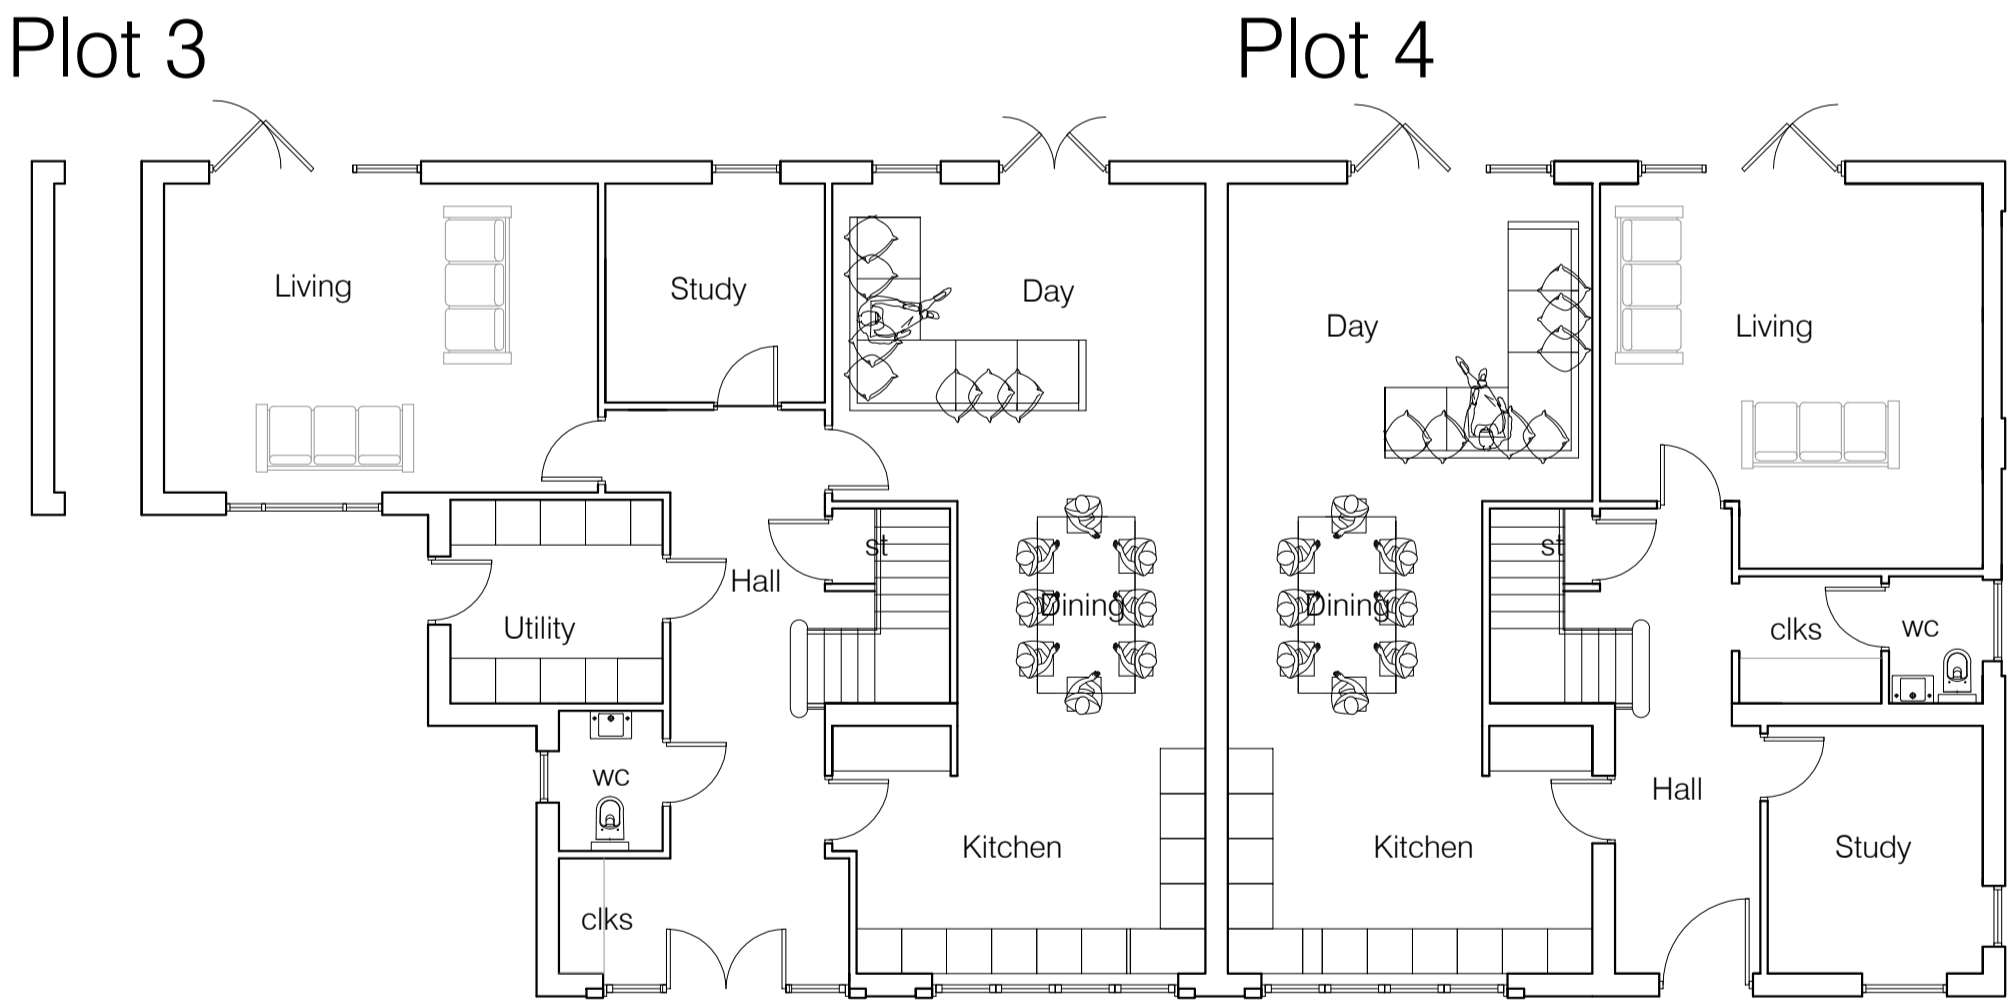 Plot 3
Plot 4
Living
Study
Day
Day
Living
st
Hall
Utility
Dining
Dining
st
clks
wc
wc
Hall
Kitchen
Kitchen
Study
clks